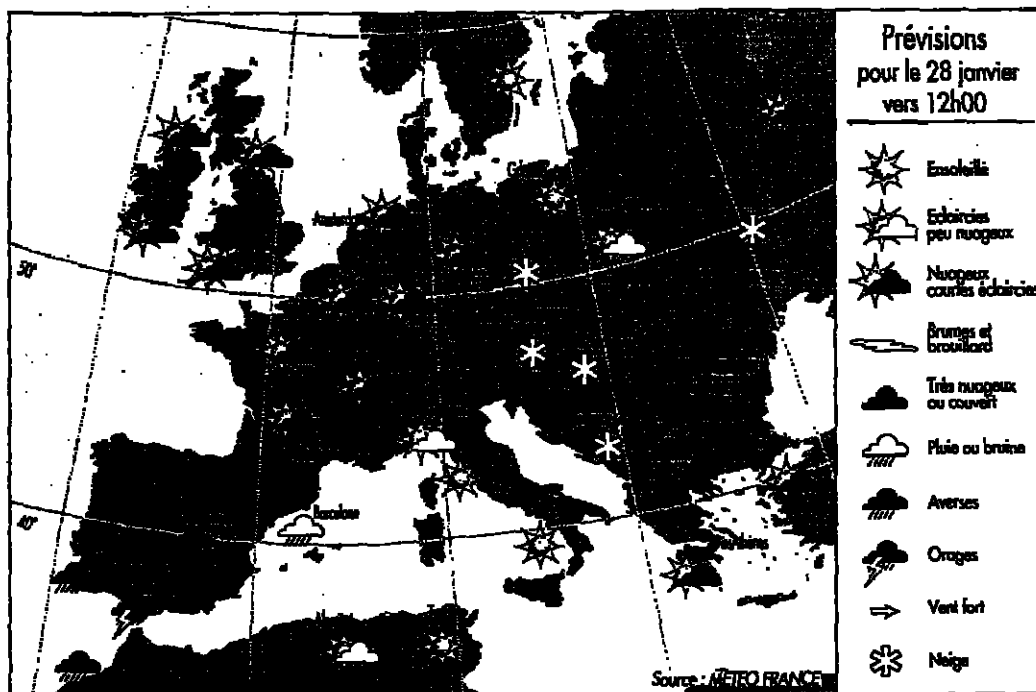 Prévisions
pour le 28 janvier
vers 12h00
Ensoleillé
Eclaircies
peu nuageux
Nuageux
courtes éclaircies
Brumes et
brouillard
Très nuageux
ou couvert
Pluie ou bruine
Averses
Orages
Vent fort
Neige
50°
40°
Barcelone
Source : METEO FRANCE